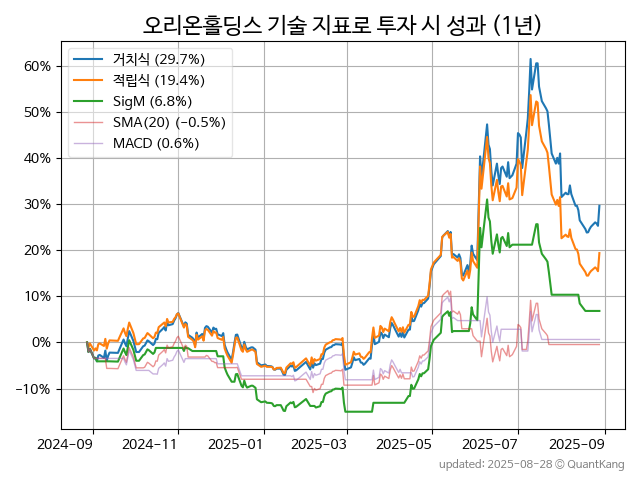 오리온홀딩스 기술 지표로 투자 시 성과 (1년)
거치식 (29.7%)
적립식 (19.4%)
SigM (6.8%)
SMA(20) (−0.5%)
MACD (0.6%)
60%
50%
40%
30%
20%
10%
0%
−10%
2024-09 2024-11 2025-01 2025-03 2025-05 2025-07 2025-09
updated: 2025-08-28 © QuantKang